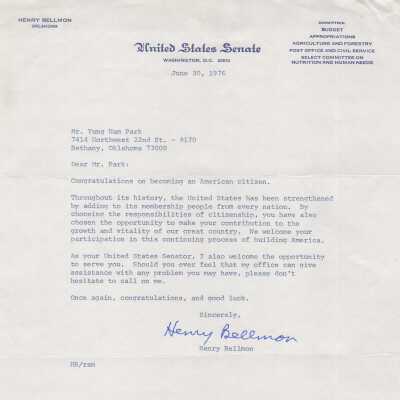 HENRY BELLMON
OKLAHOMA
United States Senate
WASHINGTON, D.C. 20510
COMMITTEES:
BUDGET
APPROPRIATIONS
AGRICULTURE AND FORESTRY
POST OFFICE AND CIVIL SERVICE
SELECT COMMITTEE ON
NUTRITION AND HUMAN NEEDS
June 30, 1976
Mr. Yung Nam Park
7414 Northwest 22nd St. - #170
Bethany, Oklahoma 73008
Dear Mr. Park:
Congratulations on becoming an American citizen.
Throughout its history, the United States has been strengthened
by adding to its membership people from every nation. By
choosing the responsibilities of citizenship, you have also
chosen the opportunity to make your contribution to the
growth and vitality of our great country. We welcome your
participation in this continuing process of building America.
As your United States Senator, I also welcome the opportunity
to serve you. Should you ever feel that my office can give
assistance with any problem you may have, please don't
hesitate to call on me.
Once again, congratulations, and good luck.
Sincerely,
Henry Bellmon
Henry Bellmon
HB/rsm